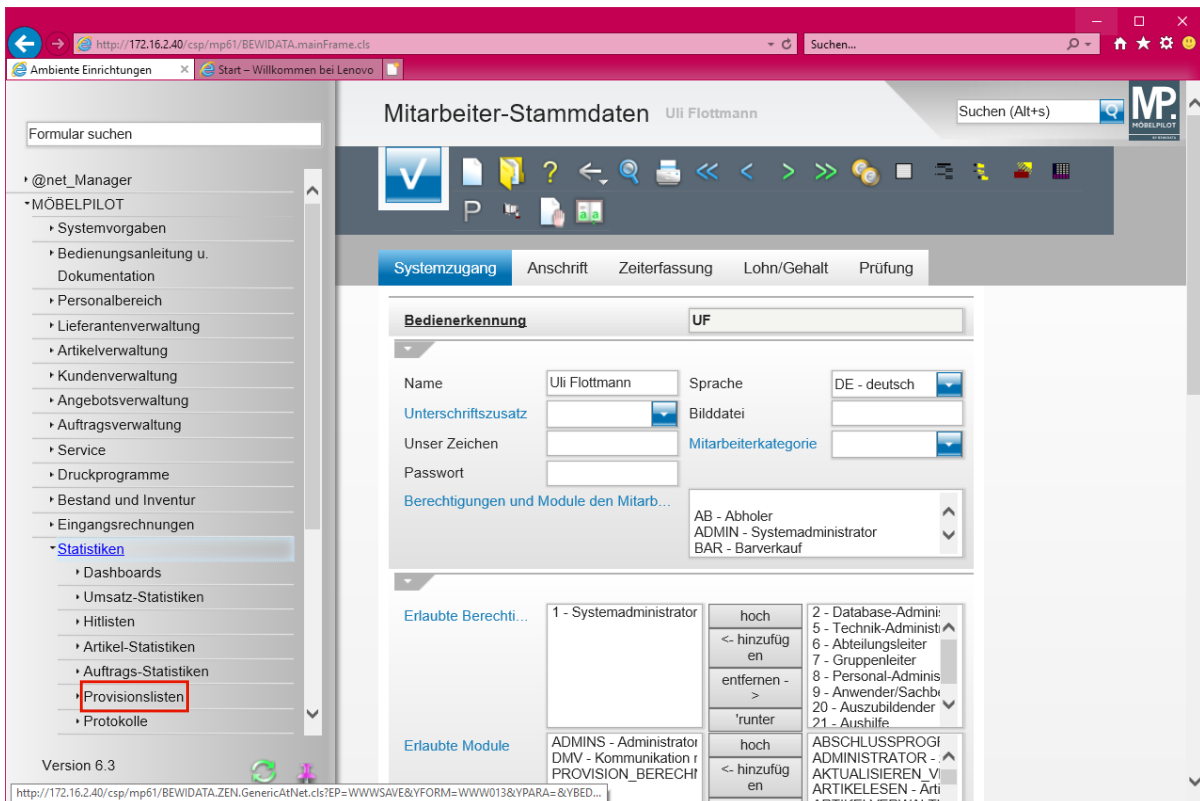 http://172.16.2.40/csp/mp61/BEWIDATA.mainFrame.cls
Suchen...
Ambiente Einrichtungen
Start – Willkommen bei Lenovo
Formular suchen
@net_Manager
MÖBELPILOT
Systemvorgaben
Bedienungsanleitung u.
Dokumentation
Personalbereich
Lieferantenverwaltung
Artikelverwaltung
Kundenverwaltung
Angebotsverwaltung
Auftragsverwaltung
Service
Druckprogramme
Bestand und Inventur
Eingangsrechnungen
Statistiken
Dashboards
Umsatz-Statistiken
Hitlisten
Artikel-Statistiken
Auftrags-Statistiken
Provisionslisten
Protokolle
Version 6.3
http://172.16.2.40/csp/mp61/BEWIDATA.ZEN.GenericAtNet.cls?EP=WWWSAVE&YFORM=WWW013&YPARA=&YBED...
Mitarbeiter-Stammdaten Uli Flottmann
Suchen (Alt+s)
MP.
MÖBELPILOT
BY BEWIDATA
P
Systemzugang Anschrift Zeiterfassung Lohn/Gehalt Prüfung
Bedienerkennung UF
Name Uli Flottmann Sprache DE - deutsch
Unterschriftszusatz Bilddatei
Unser Zeichen Mitarbeiterkategorie
Passwort
Berechtigungen und Module den Mitarb...
AB - Abholer
ADMIN - Systemadministrator
BAR - Barverkauf
Erlaubte Berechti...
1 - Systemadministrator
hoch
<- hinzufüg
en
entfernen -
>
'runter
2 - Database-Adminis
5 - Technik-Administ
6 - Abteilungsleiter
7 - Gruppenleiter
8 - Personal-Adminis
9 - Anwender/Sachbe
20 - Auszubildender
21 - Aushilfe
Erlaubte Module
ADMINS - Administrator
DMV - Kommunikation
PROVISION_BERECH
hoch
<- hinzufüg
en
ABSCHLUSSPROG
ADMINISTRATOR -
AKTUALISIEREN_V
ARTIKELESEN - Arti